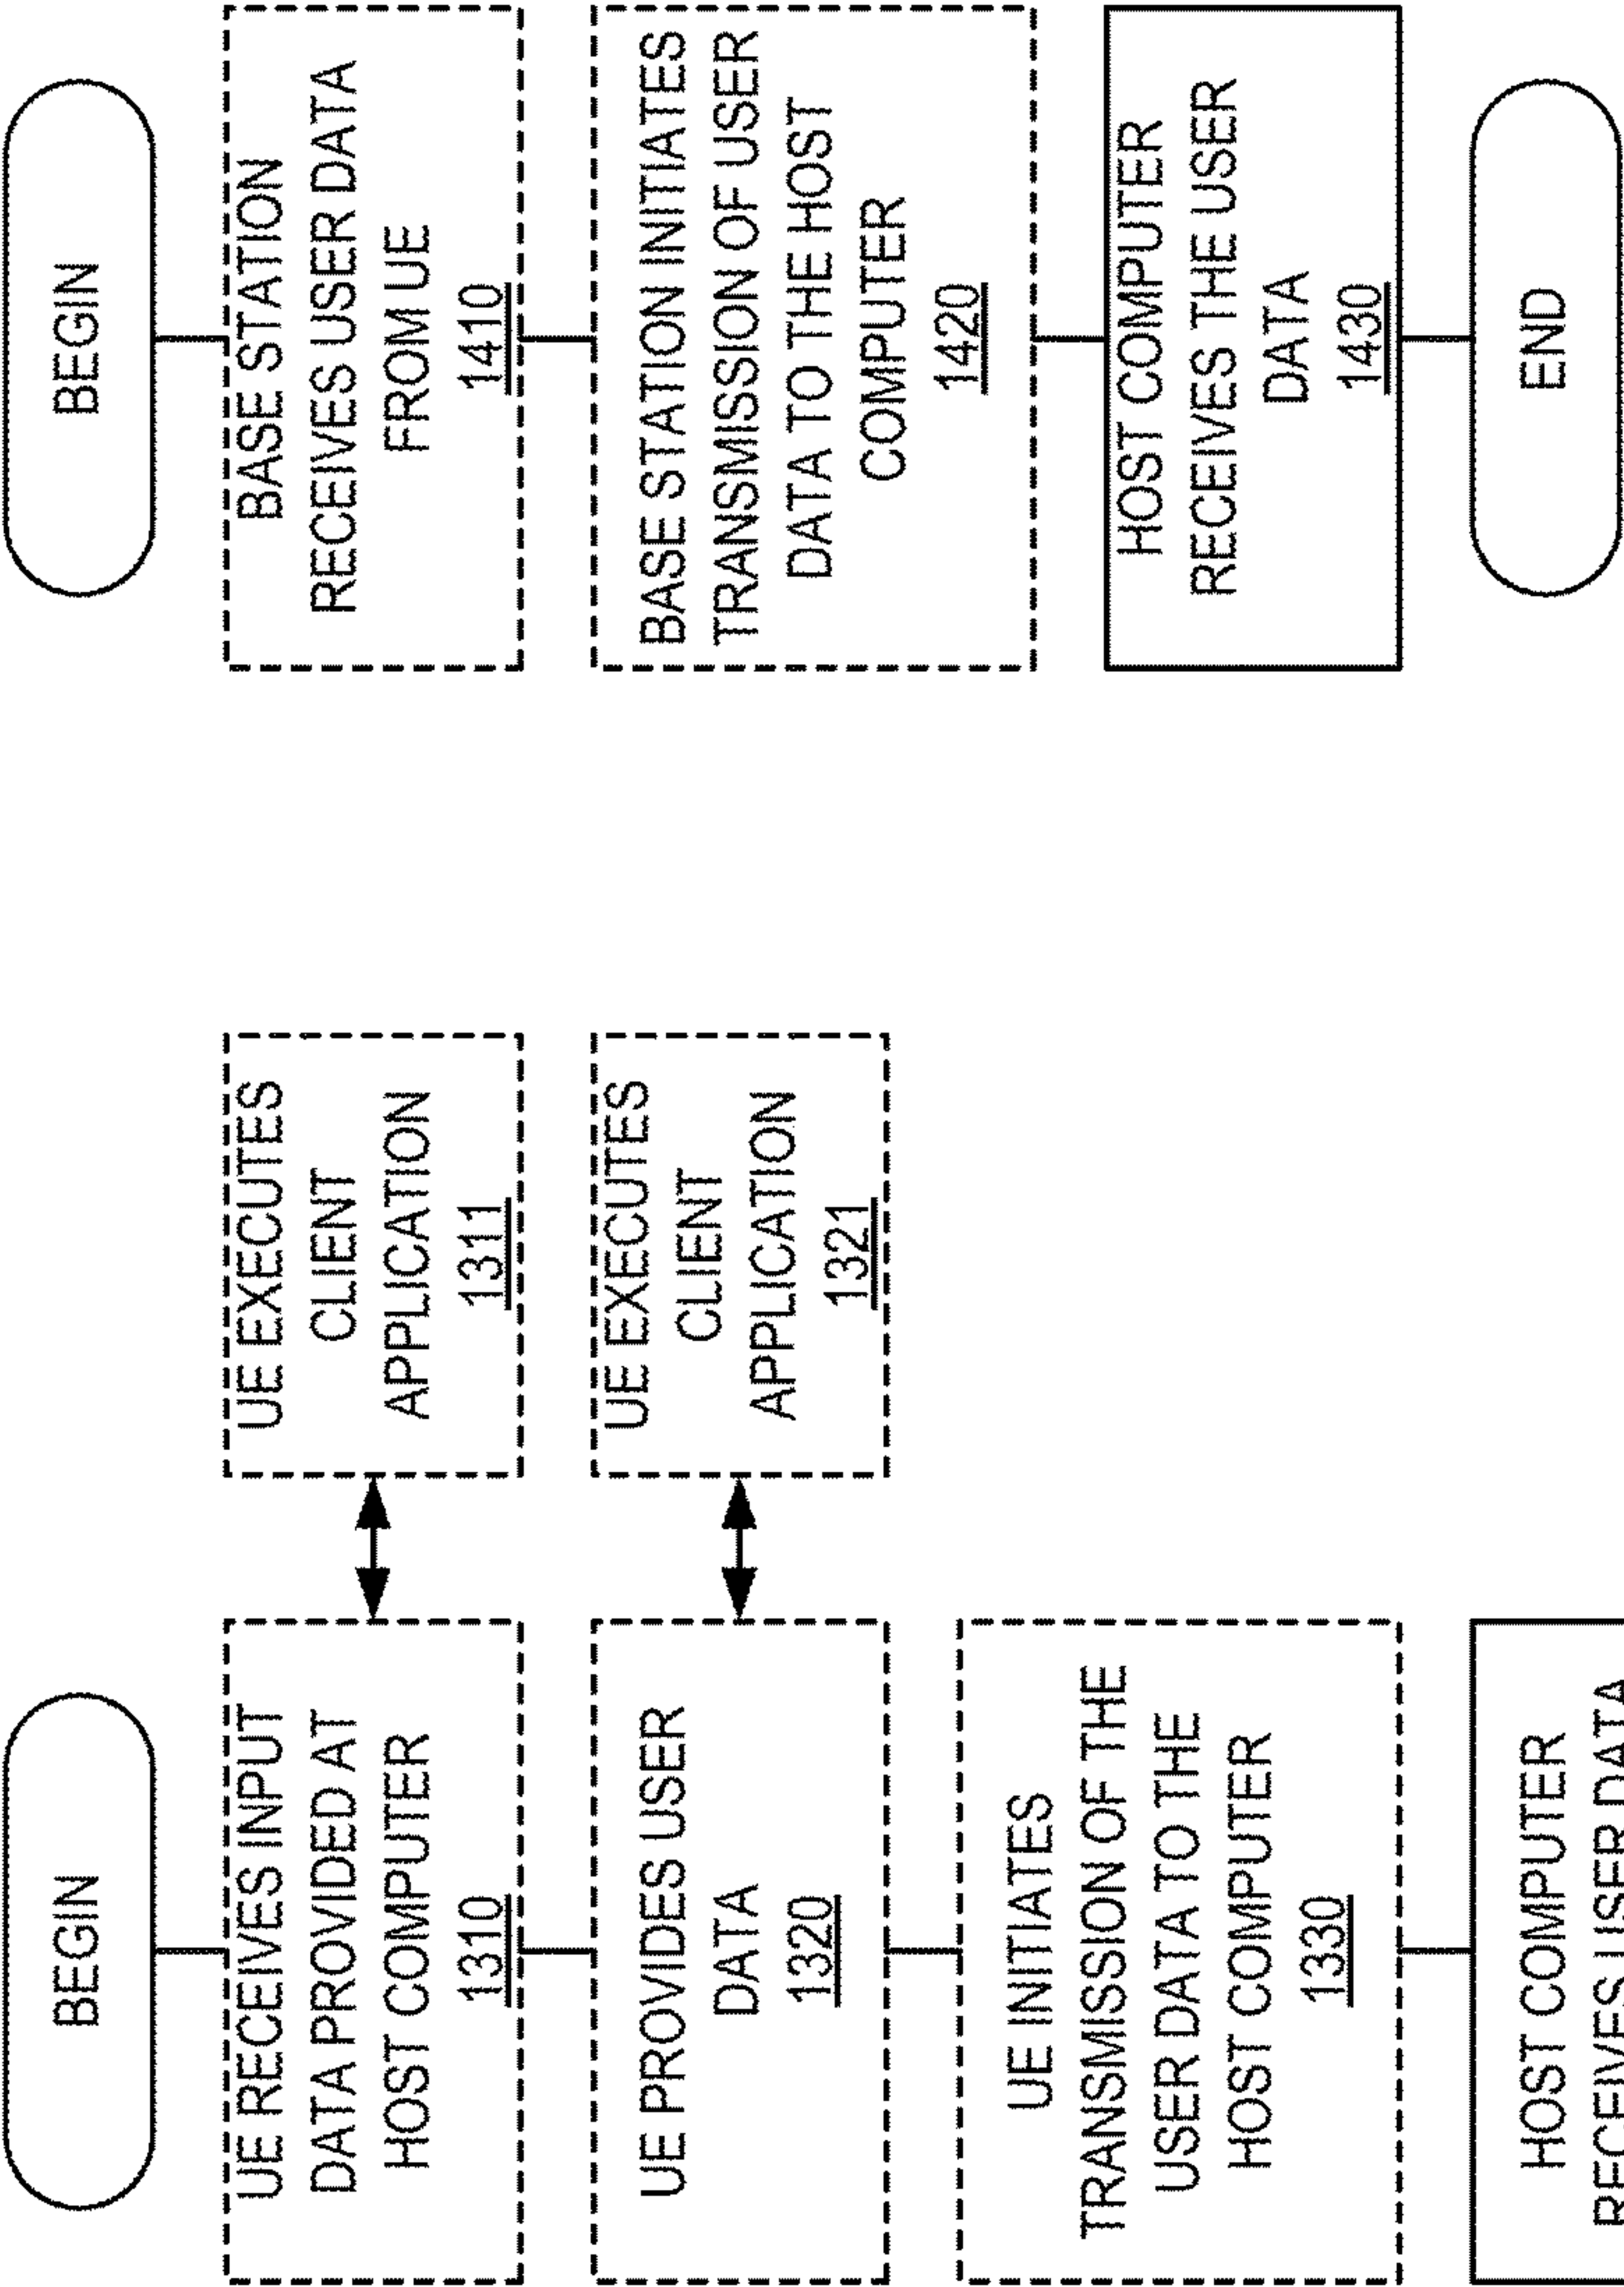 BEGIN
UE RECEIVES INPUT
DATA PROVIDED AT
HOST COMPUTER
1310
UE EXECUTES
CLIENT
APPLICATION
1311
UE PROVIDES USER
DATA
1320
UE EXECUTES
CLIENT
APPLICATION
1321
UE INITIATES
TRANSMISSION OF THE
USER DATA TO THE
HOST COMPUTER
1330
HOST COMPUTER
RECEIVES USER DATA
BEGIN
BASE STATION
RECEIVES USER DATA
FROM UE
1410
BASE STATION INITIATES
TRANSMISSION OF USER
DATA TO THE HOST
COMPUTER
1420
HOST COMPUTER
RECEIVES THE USER
DATA
1430
END